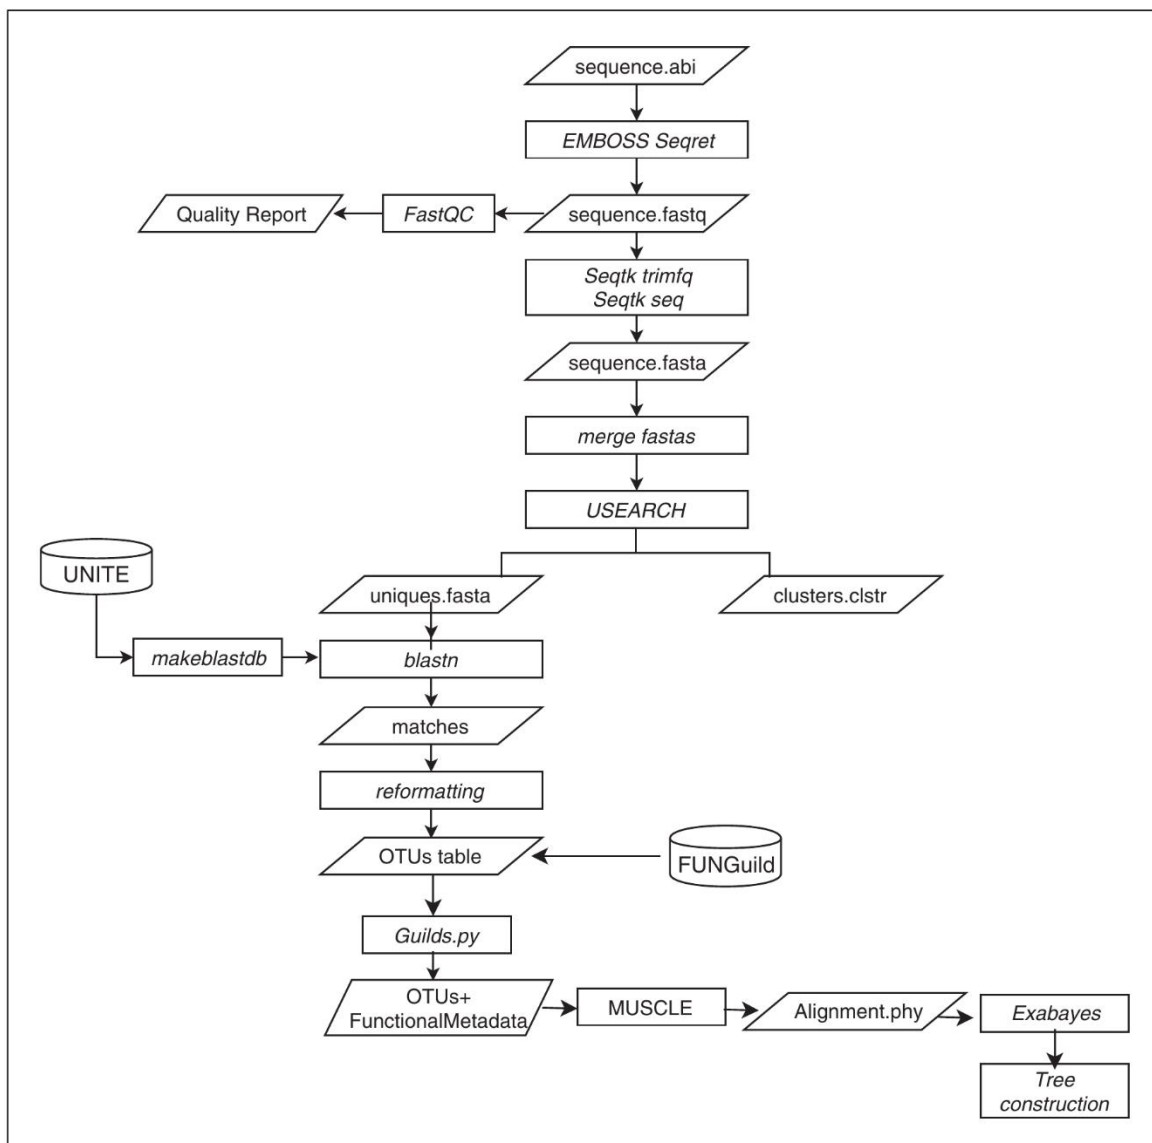 sequence.abi
EMBOSS Seqret
Quality Report
FastQC
sequence.fastq
Seqtk trimfq
Seqtk seq
sequence.fasta
merge fastas
USEARCH
UNITE
uniques.fasta
clusters.clstr
makeblastdb
blastn
matches
reformatting
OTUs table
FUNGuild
Guilds.py
OTUs+
FunctionalMetadata
MUSCLE
Alignment.phy
Exabayes
Tree
construction